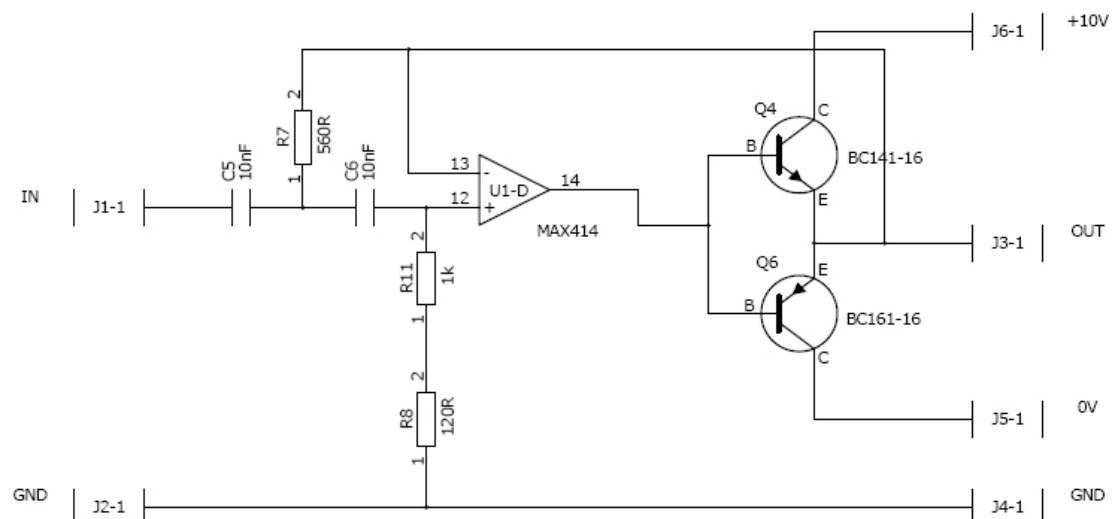 J6-1 +10V
2
R7
560R
1
C5
10nF
C6
10nF
Q4
C
B
BC141-16
E
13
-
U1-D
14
12
+
MAX414
IN J1-1
J3-1 OUT
2
R11
1k
1
Q6
E
B
BC161-16
C
2
R8
120R
1
J5-1 0V
GND J2-1
J4-1 GND